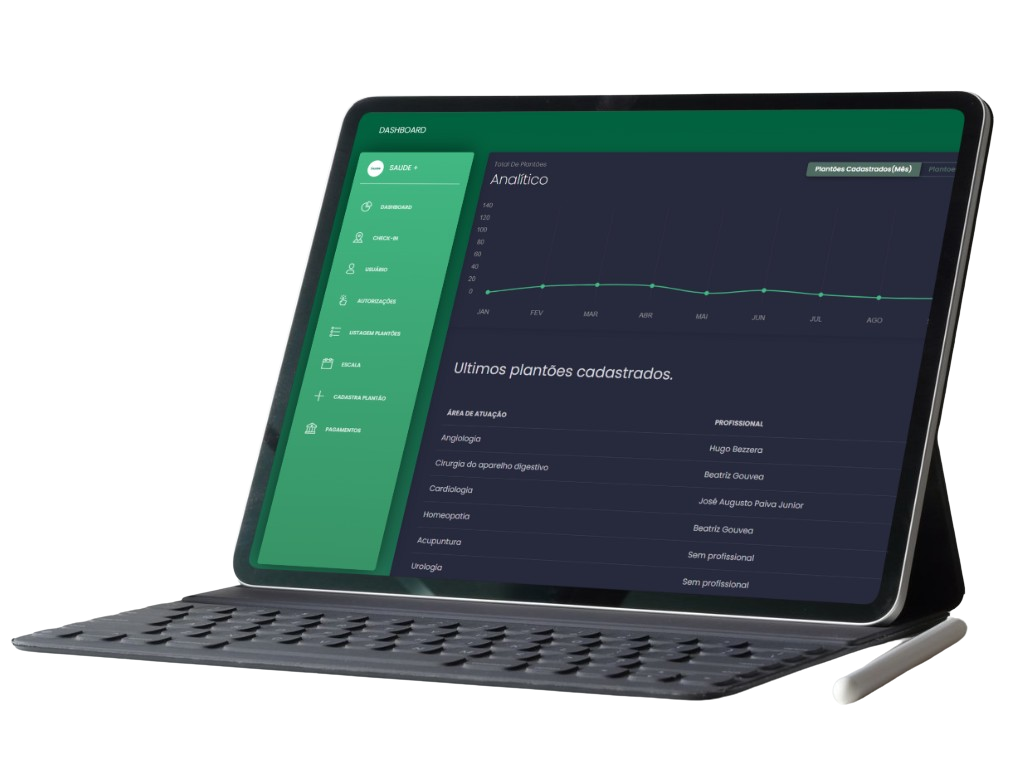 DASHBOARD
SAUDE +
DASHBOARD
CHECK-IN
USUÁRIO
AUTORIZAÇÕES
LISTAGEM PLANTÕES
ESCALA
CADASTRA PLANTÃO
PAGAMENTOS
Total De Plantões
Analítico
Plantões Cadastrados(Mês)
140
120
100
80
60
40
20
0
JAN FEV MAR ABR MAI JUN JUL AGO
Ultimos plantões cadastrados.
ÁREA DE ATUAÇÃO PROFISSIONAL
Angiologia Hugo Bezzera
Cirurgia do aparelho digestivo Beatriz Gouvea
Cardiologia José Augusto Paiva Junior
Homeopatia Beatriz Gouvea
Acupuntura Sem profissional
Urologia Sem profissional